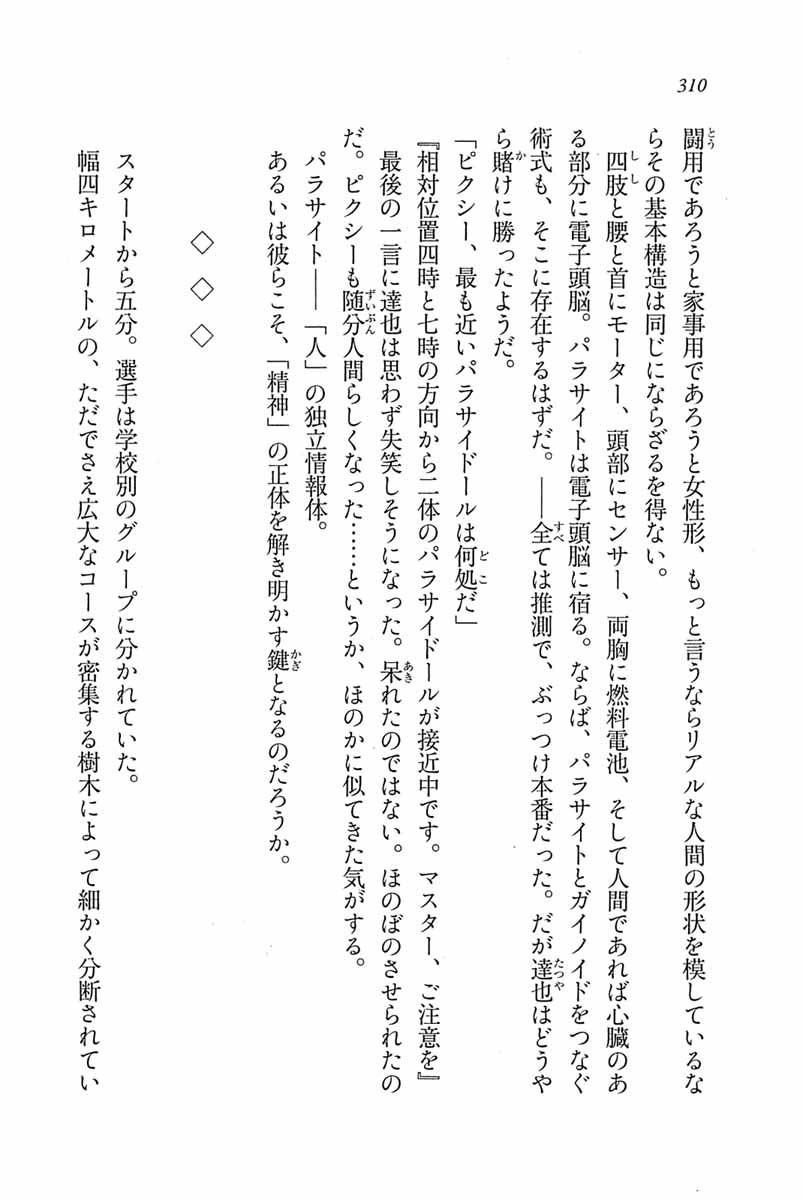 310
闘用であろうと家事用であろうと女性形、もっと言うならリアルな人間の形状を模しているな
らその基本構造は同じにならざるを得ない。
四肢と腰と首にモーター、頭部にセンサー、両胸に燃料電池、そして人間であれば心臓のあ
る部分に電子頭脳。パラサイトは電子頭脳に宿る。ならば、パラサイトとガイノイドをつなぐ
術式も、そこに存在するはずだ。――全ては推測で、ぶっつけ本番だった。だが達也はどうや
ら賭けに勝ったようだ。
「ピクシー、最も近いパラサイドールは何処だ」
『相対位置四時と七時の方向から二体のパラサイドールが接近中です。マスター、ご注意を』
最後の一言に達也は思わず失笑しそうになった。呆れたのではない。ほのぼのさせられたの
だ。ピクシーも随分人間らしくなった……というか、ほのかに似てきた気がする。
パラサイト――「人」の独立情報体。
あるいは彼らこそ、「精神」の正体を解き明かす鍵となるのだろうか。
◇ ◇ ◇
スタートから五分。選手は学校別のグループに分かれていた。
幅四キロメートルの、ただでさえ広大なコースが密集する樹木によって細かく分断されてい